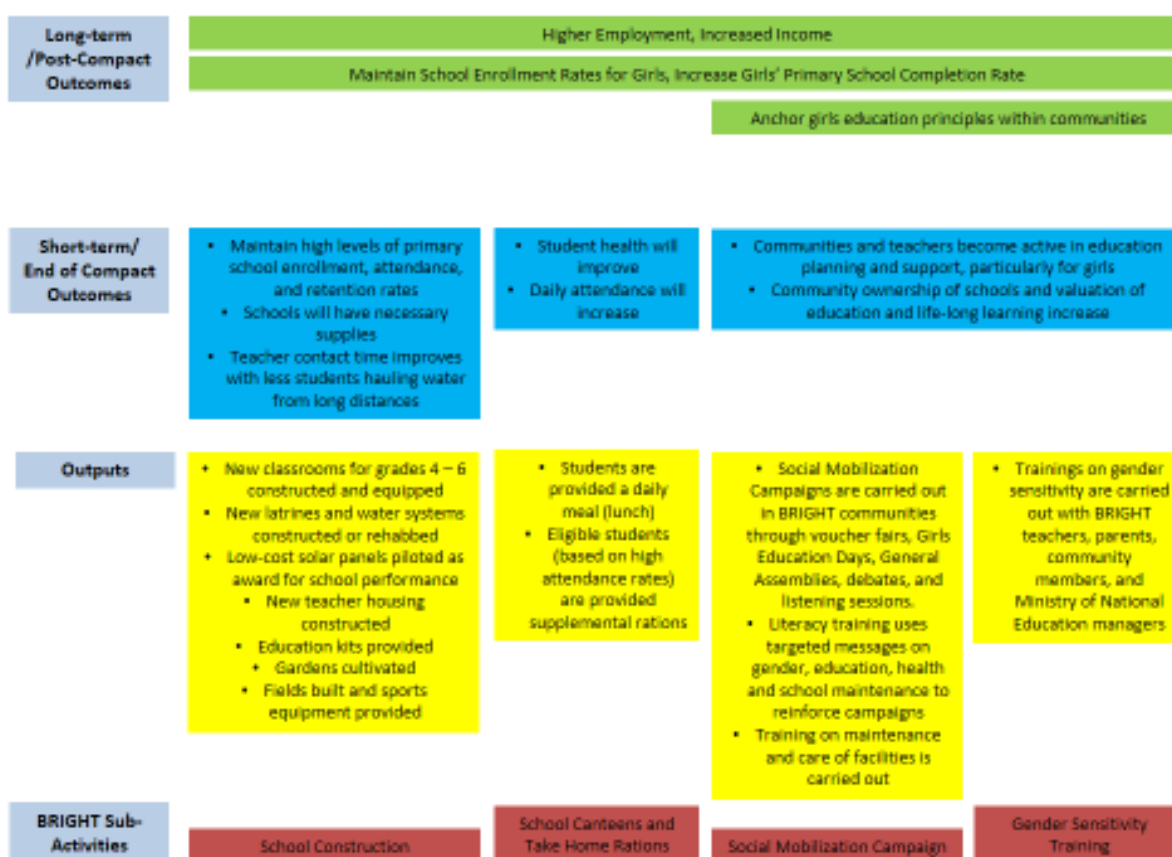 Long-term
/Post-Compact
Outcomes
Higher Employment, Increased Income
Maintain School Enrollment Rates for Girls, Increase Girls' Primary School Completion Rate
Anchor girls education principles within communities
Short-term/
End of Compact
Outcomes
• Maintain high levels of primary
school enrollment, attendance,
and retention rates
• Schools will have necessary
supplies
• Teacher contact time improves
with less students hauling water
from long distances
• Student health will
improve
• Daily attendance will
increase
• Communities and teachers become active in education
planning and support, particularly for girls
• Community ownership of schools and valuation of
education and life-long learning increase
Outputs
• New classrooms for grades 4 – 6
constructed and equipped
• New latrines and water systems
constructed or rehabbed
• Low-cost solar panels piloted as
award for school performance
• New teacher housing
constructed
• Education kits provided
• Gardens cultivated
• Fields built and sports
equipment provided
• Students are
provided a daily
meal (lunch)
• Eligible students
(based on high
attendance rates)
are provided
supplemental rations
• Social Mobilization
Campaigns are carried out
in BRIGHT communities
through voucher fairs, Girls
Education Days, General
Assemblies, debates, and
listening sessions.
• Literacy training uses
targeted messages on
gender, education, health
and school maintenance to
reinforce campaigns
• Training on maintenance
and care of facilities is
carried out
• Trainings on gender
sensitivity are carried
out with BRIGHT
teachers, parents,
community
members, and
Ministry of National
Education managers
BRIGHT Sub-
Activities
School Construction
School Canteens and
Take Home Rations
Social Mobilization Campaign
Gender Sensitivity
Training